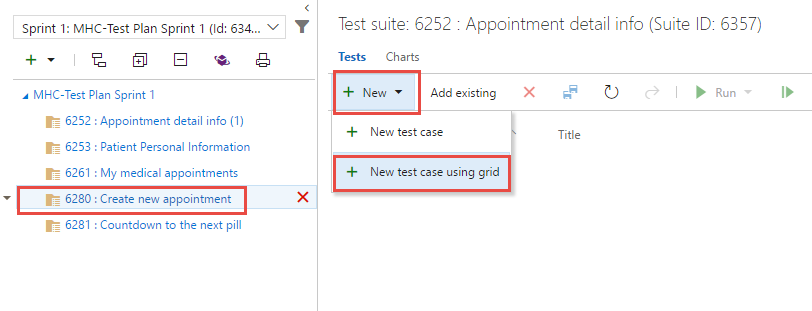 Sprint 1: MHC-Test Plan Sprint 1 (Id: 634...
MHC-Test Plan Sprint 1
6252 : Appointment detail info (1)
6253 : Patient Personal Information
6261 : My medical appointments
6280 : Create new appointment
6281 : Countdown to the next pill
Test suite: 6252 : Appointment detail info (Suite ID: 6357)
Tests Charts
New Add existing Run
New test case
Title
New test case using grid